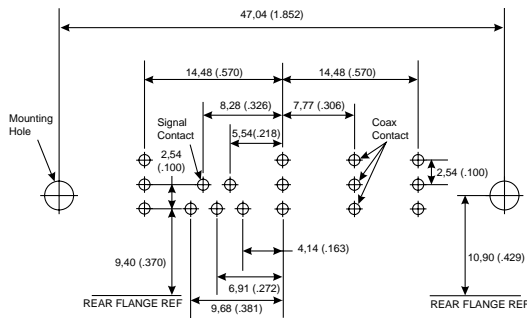 47,04 (1.852)
14,48 (.570)
14,48 (.570)
8,28 (.326)
7,77 (.306)
Mounting
Hole
Signal
Contact
Coax
Contact
5,54(.218)
2,54
(.100)
2,54 (.100)
4,14 (.163)
9,40 (.370)
10,90 (.429)
6,91 (.272)
REAR FLANGE REF
9,68 (.381)
REAR FLANGE REF